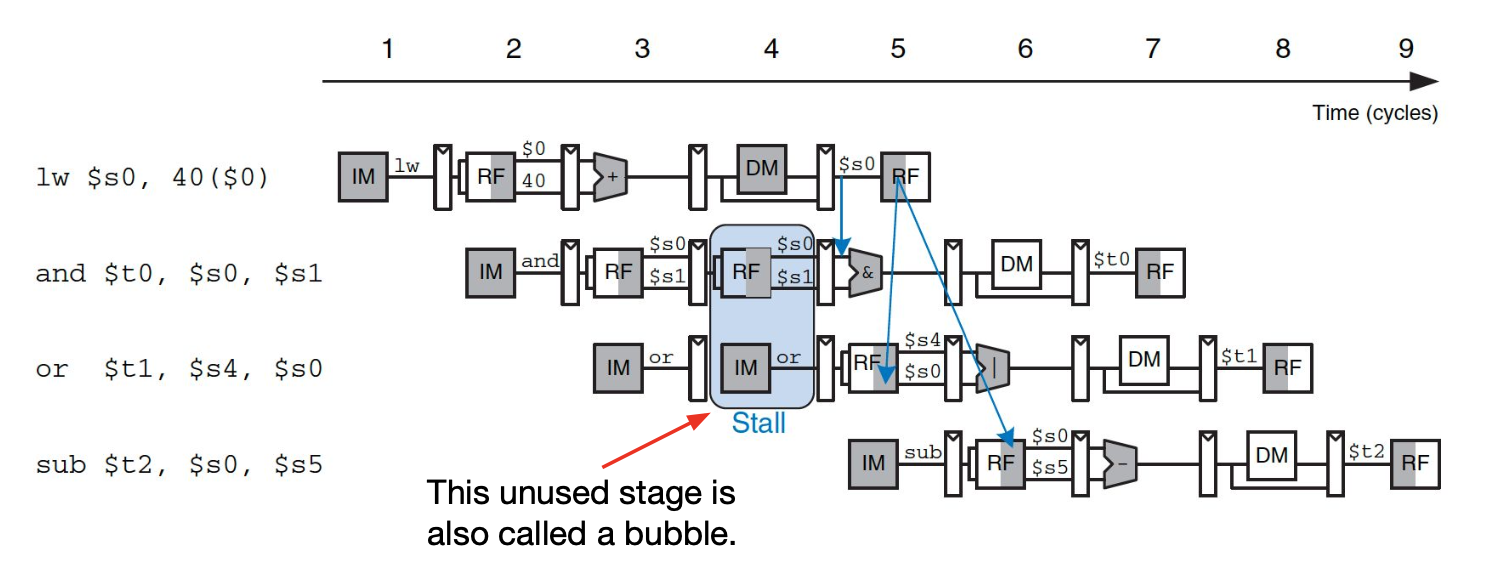 1 2 3 4 5 6 7 8 9
Time (cycles)
lw $s0, 40($0) IM lw RF $0 40 + DM $s0 RF
and $t0, $s0, $s1 IM and RF $s0 $s1 RF $s0 $s1 & DM $t0 RF
or $t1, $s4, $s0 IM or IM or RF $s4 $s0 | DM $t1 RF
Stall
sub $t2, $s0, $s5 IM sub RF $s0 $s5 - DM $t2 RF
This unused stage is
also called a bubble.